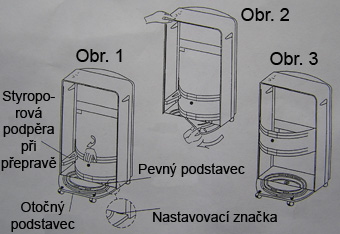 Obr. 1
Obr. 2
Obr. 3
Styropo-
rová
podpěra
při
přepravě
Pevný podstavec
Otočný
podstavec
Nastavovací značka